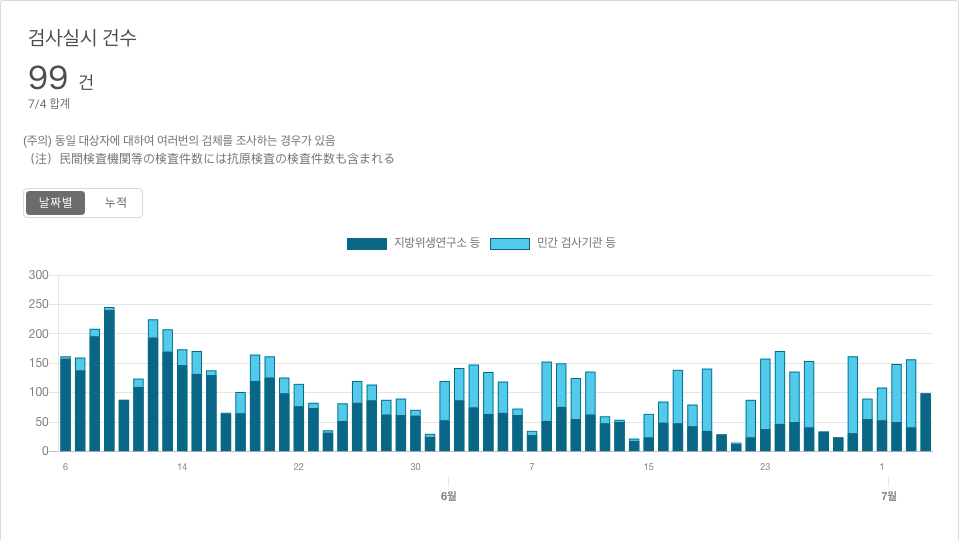 검사실시 건수
99 건
7/4 합계
(주의) 동일 대상자에 대하여 여러번의 검체를 조사하는 경우가 있음
（注）民間検査機関等の検査件数には抗原検査の検査件数も含まれる
날짜별 누적
지방위생연구소 등 민간 검사기관 등
300
250
200
150
100
50
0
6 14 22 30 7 15 23 1
6월 7월